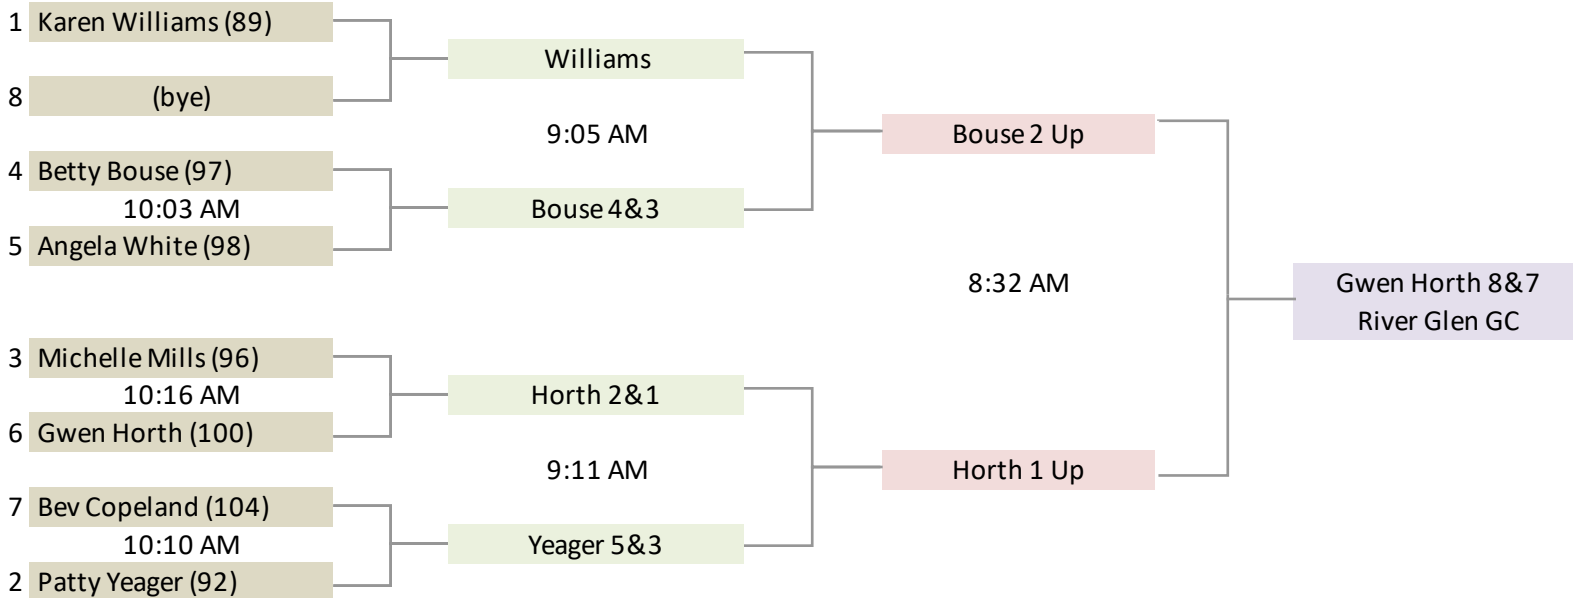 1 Karen Williams (89)
8 (bye)
4 Betty Bouse (97)
10:03 AM
5 Angela White (98)
3 Michelle Mills (96)
10:16 AM
6 Gwen Horth (100)
7 Bev Copeland (104)
10:10 AM
2 Patty Yeager (92)
Williams
9:05 AM
Bouse 4&3
Horth 2&1
9:11 AM
Yeager 5&3
Bouse 2 Up
8:32 AM
Horth 1 Up
Gwen Horth 8&7
River Glen GC